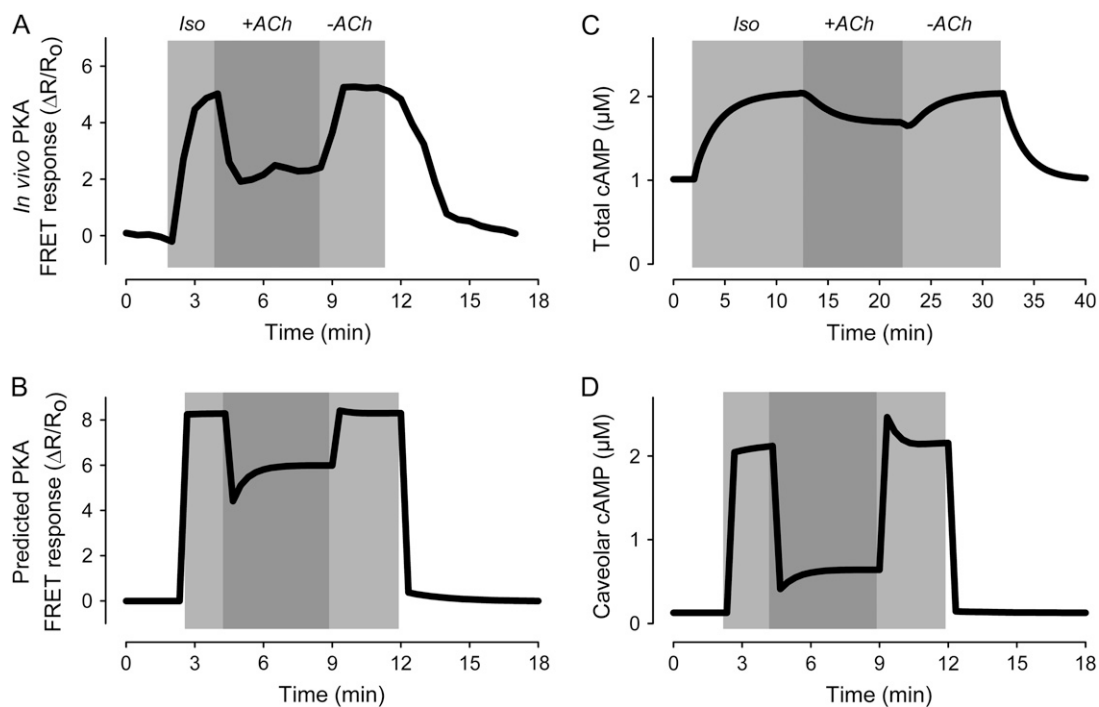 A
Iso
+ACh
-ACh
In vivo PKA
FRET response (ΔR/R₀)
6
4
2
0
0 3 6 9 12 15 18
Time (min)
C
Iso
+ACh
-ACh
Total cAMP (µM)
2
1
0
0 5 10 15 20 25 30 35 40
Time (min)
B
Predicted PKA
FRET response (ΔR/R₀)
8
6
4
2
0
0 3 6 9 12 15 18
Time (min)
D
Caveolar cAMP (µM)
2
1
0
0 3 6 9 12 15 18
Time (min)